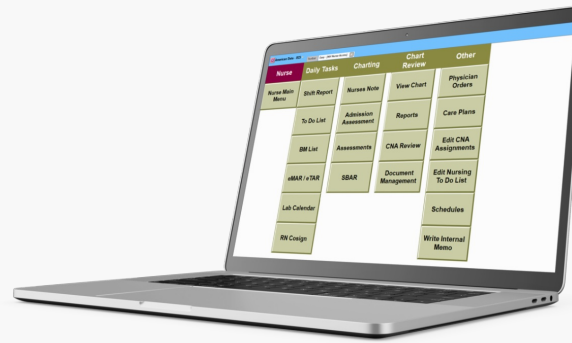 Nurse
Daily Tasks
Charting
Chart
Review
Other
Nurse Main
Menu
Shift Report
Nurses Note
View Chart
Physician
Orders
To Do List
Admission
Assessment
Reports
Care Plans
BM List
Assessments
CNA Review
Edit CNA
Assignments
eMAR / eTAR
SBAR
Document
Management
Edit Nursing
To Do List
Lab Calendar
Schedules
RN Cosign
Write Internal
Memo